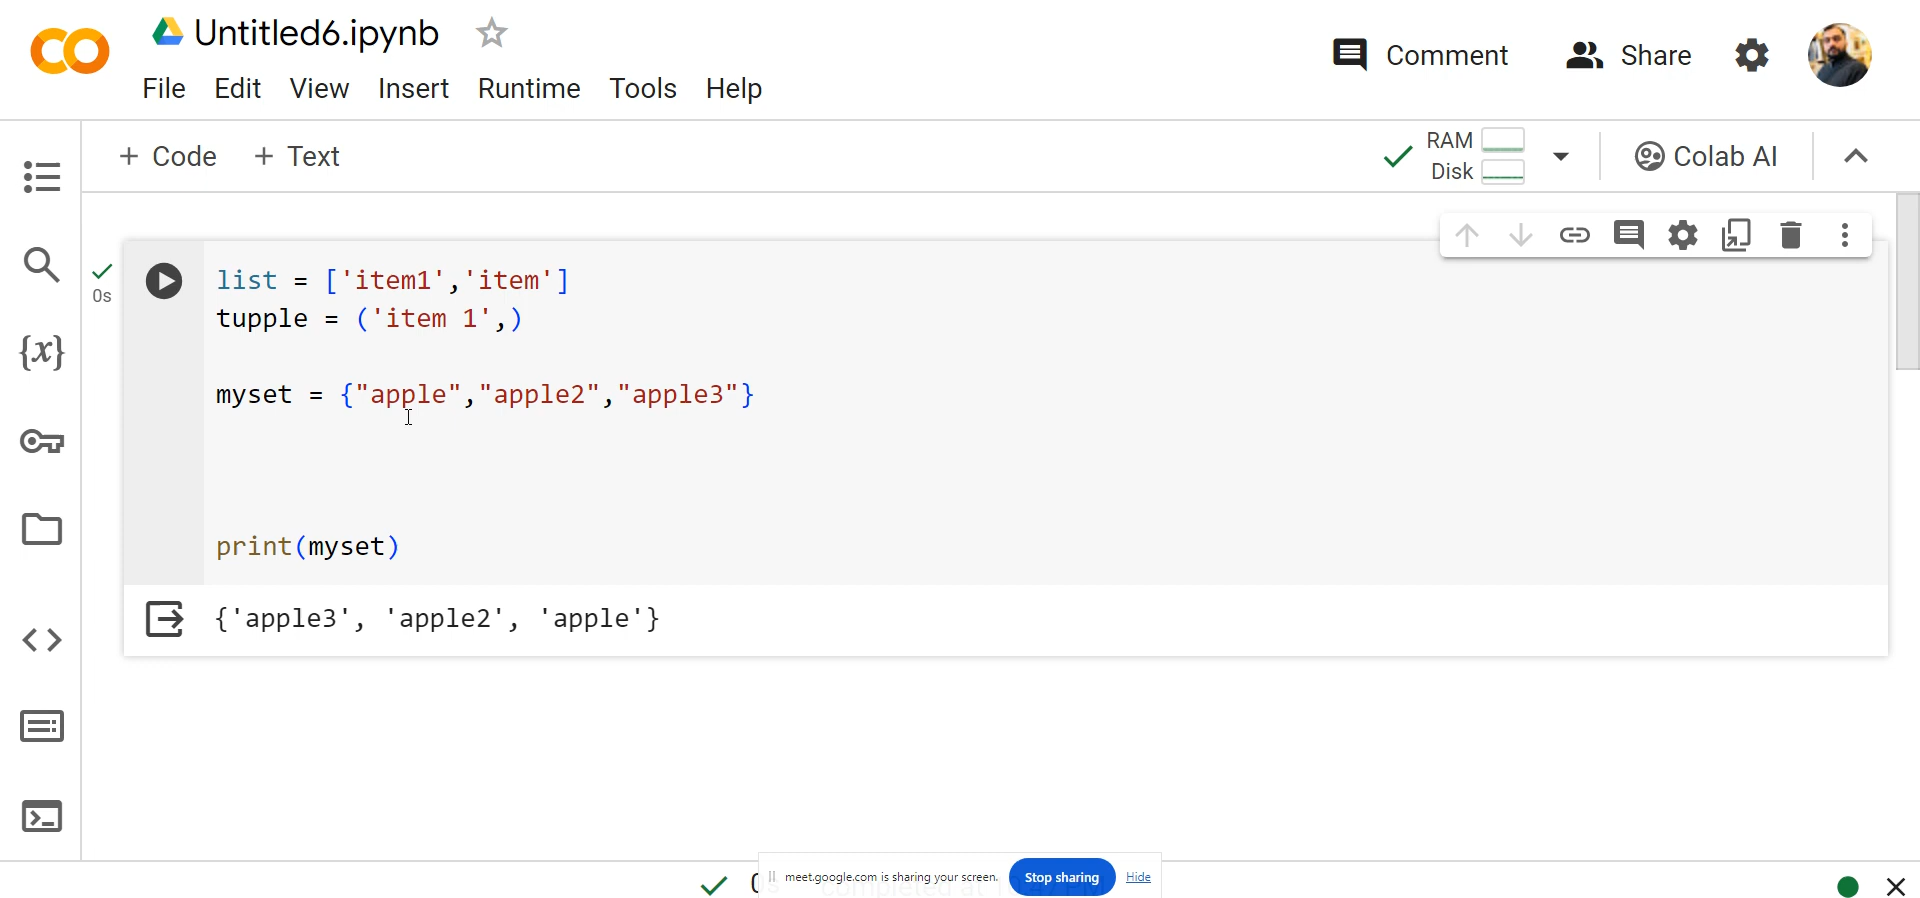 Untitled6.ipynb
Comment
Share
File Edit View Insert Runtime Tools Help
+ Code + Text
RAM
Disk
Colab AI
0s
list = ['item1','item']
tupple = ('item 1',)
myset = {"apple","apple2","apple3"}
print(myset)
{'apple3', 'apple2', 'apple'}
{x}
meet.google.com is sharing your screen.
Stop sharing
Hide
completed at